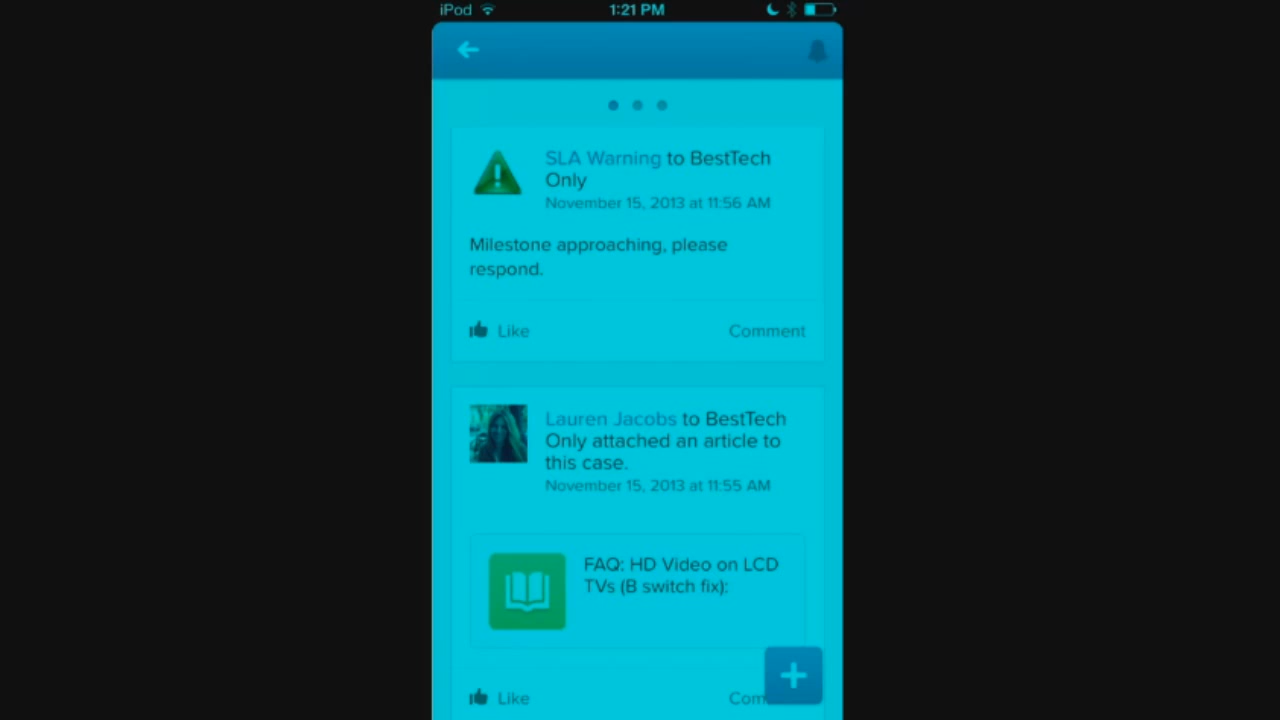 iPod 1:21 PM
SLA Warning to BestTech
Only
November 15, 2013 at 11:56 AM
Milestone approaching, please
respond.
Like Comment
Lauren Jacobs to BestTech
Only attached an article to
this case.
November 15, 2013 at 11:55 AM
FAQ: HD Video on LCD
TVs (B switch fix):
Like Com